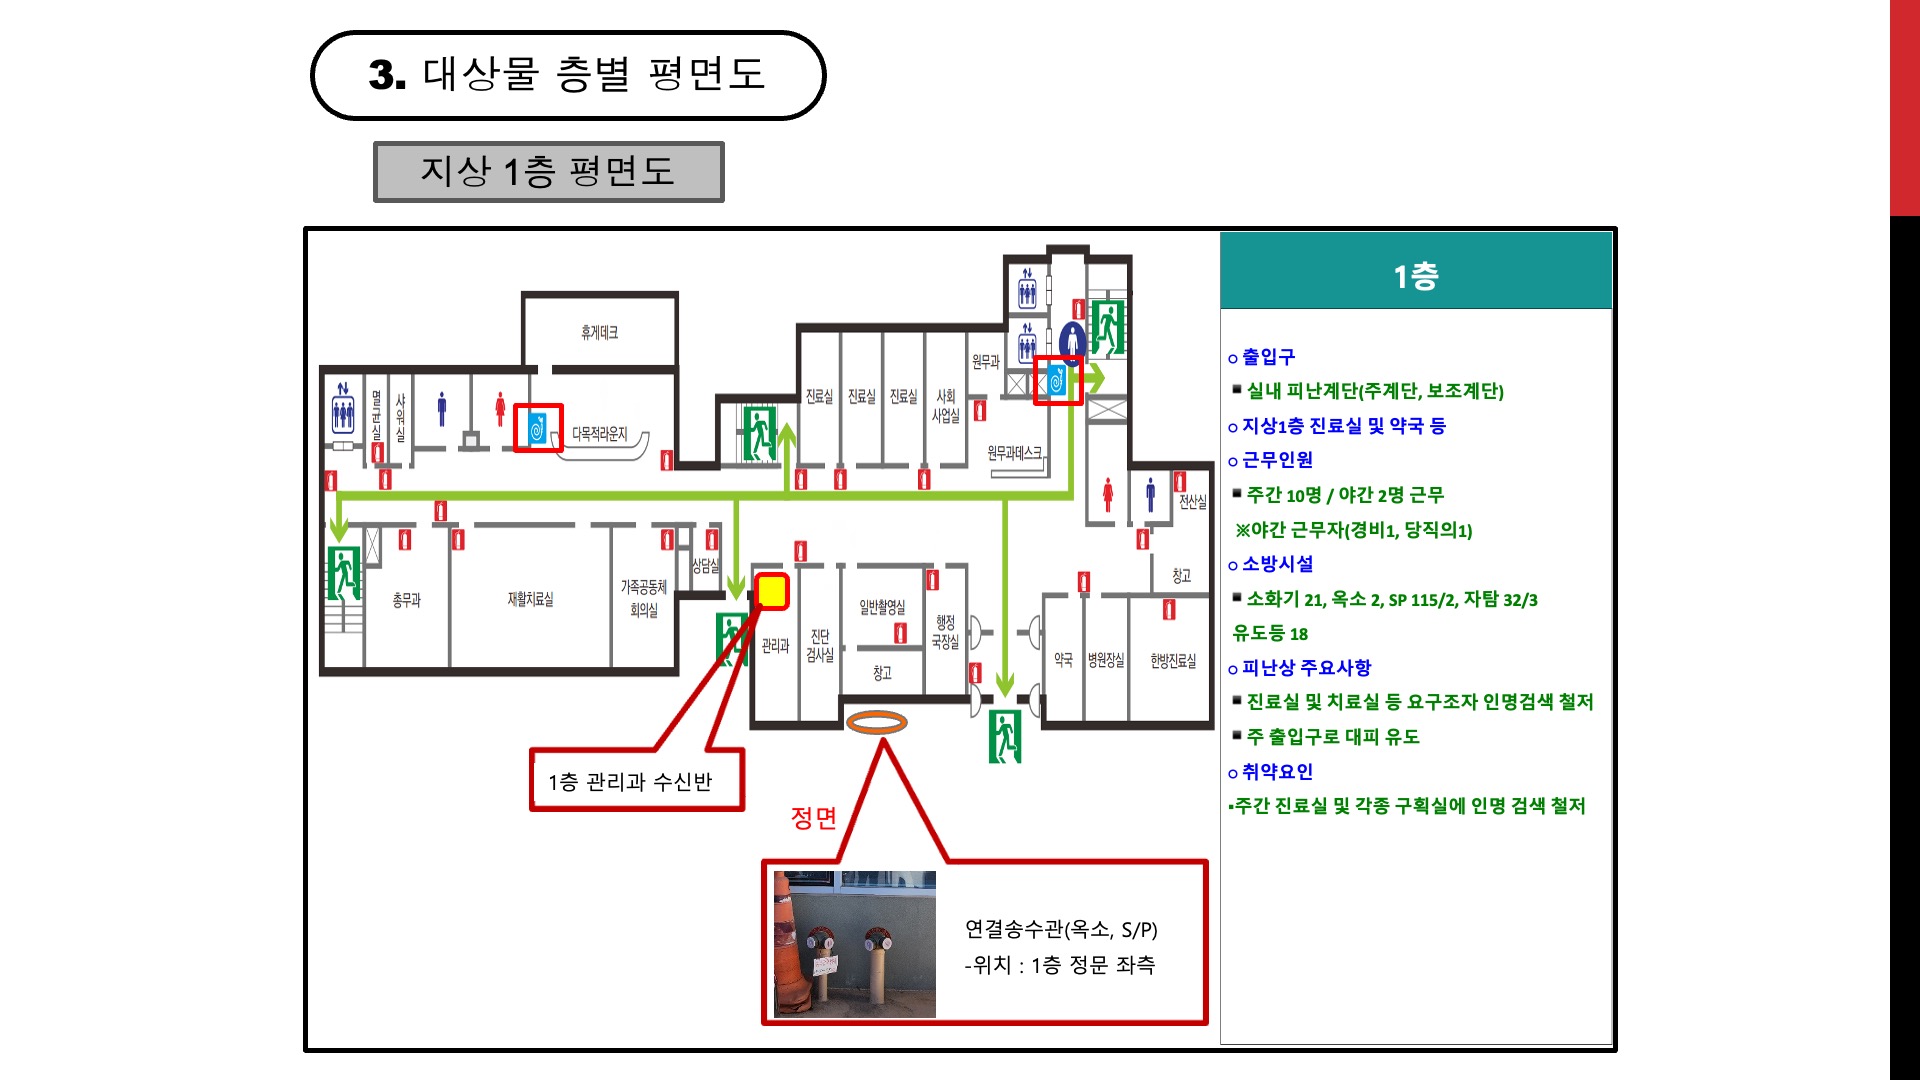 3. 대상물 층별 평면도
지상 1층 평면도
휴게데크
멸균실
샤워실
다목적라운지
진료실
진료실
진료실
사회
사업실
원무과
원무과데스크
전산실
창고
총무과
재활치료실
가족공동체
회의실
상담실
관리과
진단
검사실
일반촬영실
창고
행정
국장실
약국
병원장실
한방진료실
1층 관리과 수신반
정면
연결송수관(옥소, S/P)
-위치 : 1층 정문 좌측
1층
o 출입구
▪ 실내 피난계단(주계단, 보조계단)
o 지상1층 진료실 및 약국 등
o 근무인원
▪ 주간 10명 / 야간 2명 근무
※야간 근무자(경비1, 당직의1)
o 소방시설
▪ 소화기 21, 옥소 2, SP 115/2, 자탐 32/3
유도등 18
o 피난상 주요사항
▪ 진료실 및 치료실 등 요구조자 인명검색 철저
▪ 주 출입구로 대피 유도
o 취약요인
▪주간 진료실 및 각종 구획실에 인명 검색 철저